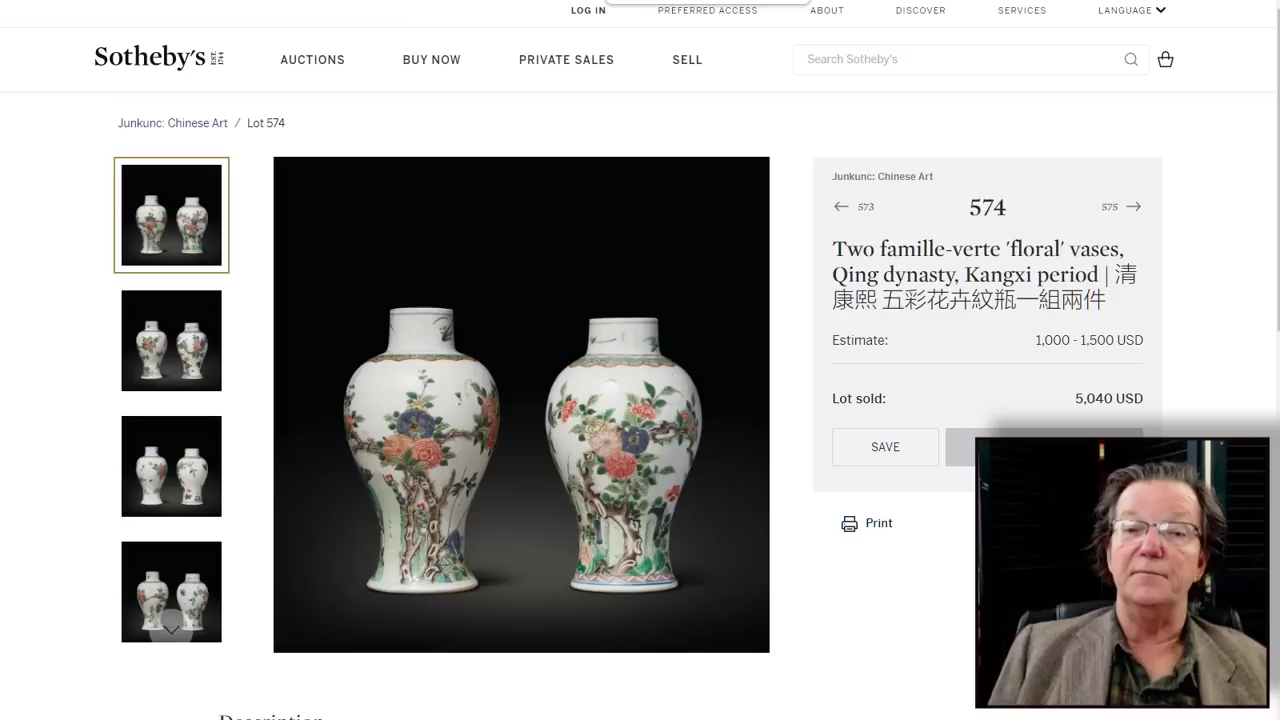 LOG IN
PREFERRED ACCESS
ABOUT
DISCOVER
SERVICES
LANGUAGE
Sotheby's EST. 1744
AUCTIONS
BUY NOW
PRIVATE SALES
SELL
Search Sotheby's
Junkunc: Chinese Art / Lot 574
Junkunc: Chinese Art
573
574
575
Two famille-verte 'floral' vases,
Qing dynasty, Kangxi period | 清
康熙 五彩花卉紋瓶一組兩件
Estimate:
1,000 - 1,500 USD
Lot sold:
5,040 USD
SAVE
Print
Description